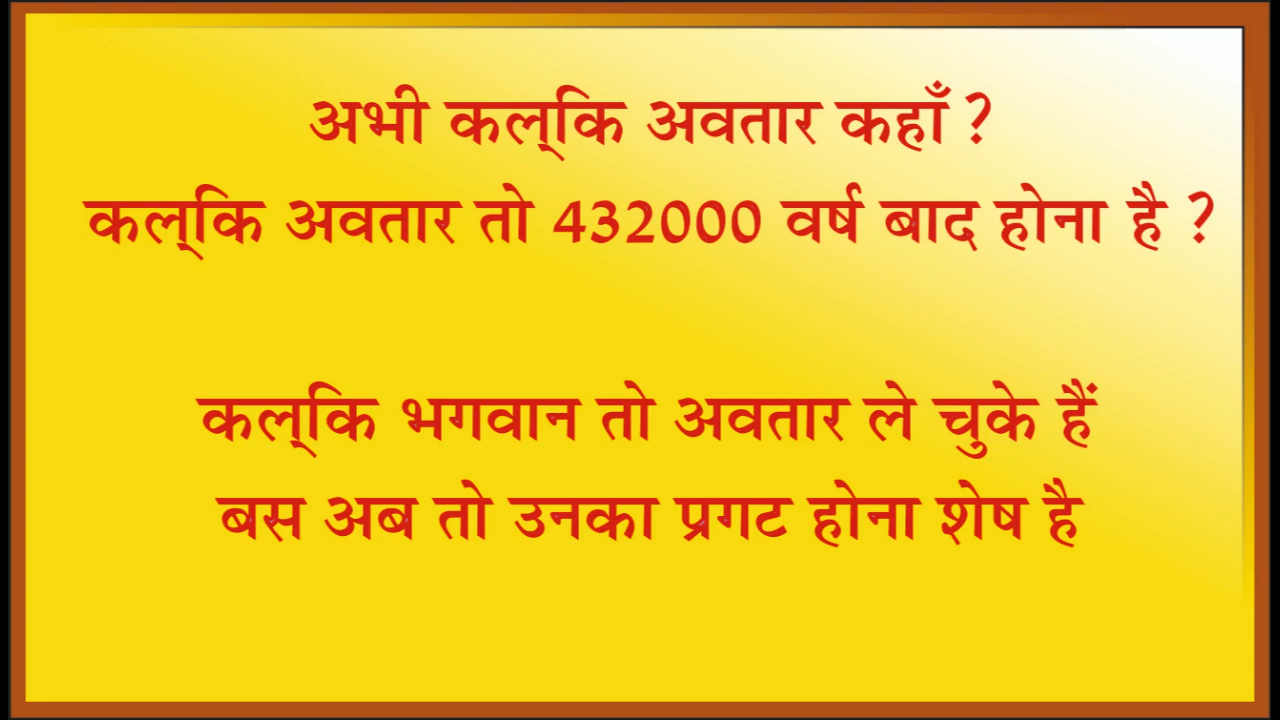 अभी कल्कि अवतार कहाँ ?
कल्कि अवतार तो 432000 वर्ष बाद होना है ?
कल्कि भगवान तो अवतार ले चुके हैं
बस अब तो उनका प्रगट होना शेष है